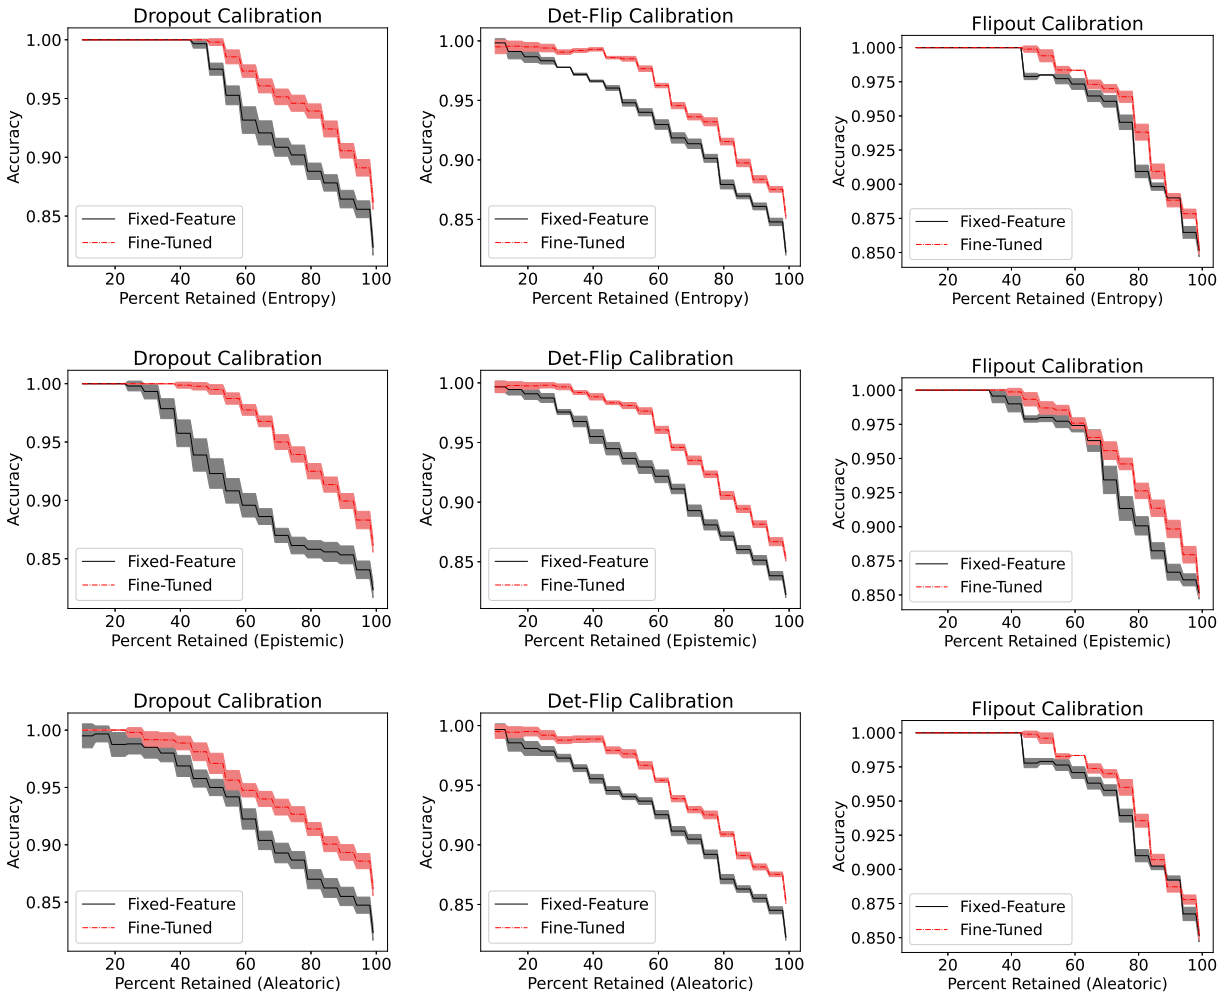 Dropout Calibration
1.00
0.95
0.90
0.85
Accuracy
Fixed-Feature
Fine-Tuned
20 40 60 80 100
Percent Retained (Entropy)
Det-Flip Calibration
1.00
0.95
0.90
0.85
Accuracy
Fixed-Feature
Fine-Tuned
20 40 60 80 100
Percent Retained (Entropy)
Flipout Calibration
1.000
0.975
0.950
0.925
0.900
0.875
0.850
Accuracy
Fixed-Feature
Fine-Tuned
20 40 60 80 100
Percent Retained (Entropy)
Dropout Calibration
1.00
0.95
0.90
0.85
Accuracy
Fixed-Feature
Fine-Tuned
20 40 60 80 100
Percent Retained (Epistemic)
Det-Flip Calibration
1.00
0.95
0.90
0.85
Accuracy
Fixed-Feature
Fine-Tuned
20 40 60 80 100
Percent Retained (Epistemic)
Flipout Calibration
1.000
0.975
0.950
0.925
0.900
0.875
0.850
Accuracy
Fixed-Feature
Fine-Tuned
20 40 60 80 100
Percent Retained (Epistemic)
Dropout Calibration
1.00
0.95
0.90
0.85
Accuracy
Fixed-Feature
Fine-Tuned
20 40 60 80 100
Percent Retained (Aleatoric)
Det-Flip Calibration
1.00
0.95
0.90
0.85
Accuracy
Fixed-Feature
Fine-Tuned
20 40 60 80 100
Percent Retained (Aleatoric)
Flipout Calibration
1.000
0.975
0.950
0.925
0.900
0.875
0.850
Accuracy
Fixed-Feature
Fine-Tuned
20 40 60 80 100
Percent Retained (Aleatoric)